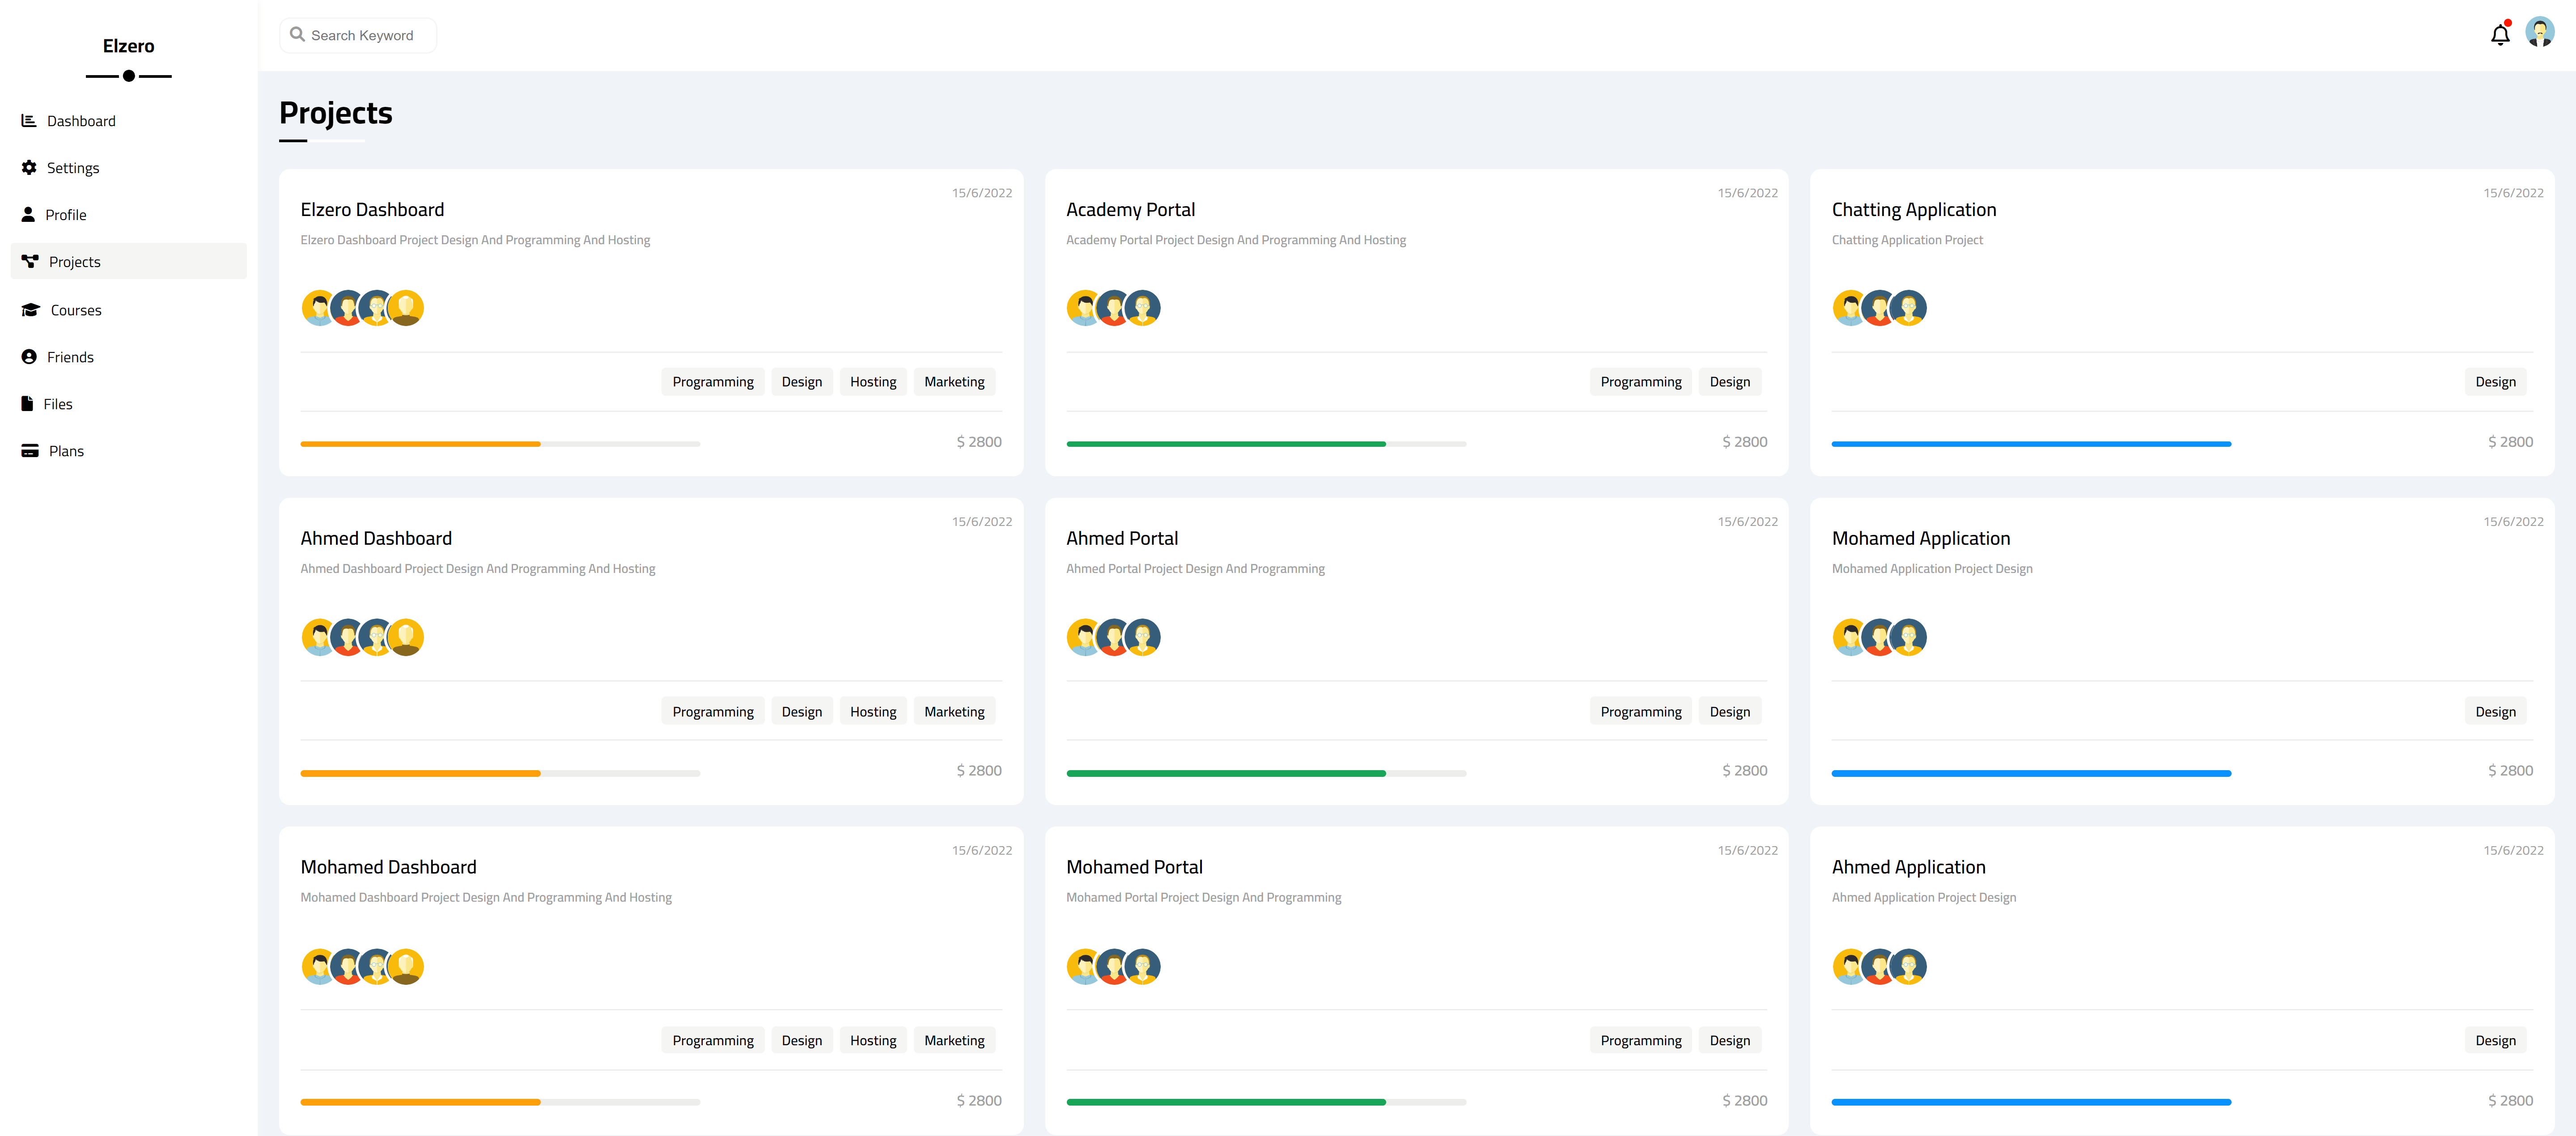 Elzero
Dashboard
Settings
Profile
Projects
Courses
Friends
Files
Plans
Search Keyword
Projects
15/6/2022
Elzero Dashboard
Elzero Dashboard Project Design And Programming And Hosting
Programming Design Hosting Marketing
$ 2800
15/6/2022
Academy Portal
Academy Portal Project Design And Programming And Hosting
Programming Design
$ 2800
15/6/2022
Chatting Application
Chatting Application Project
Design
$ 2800
15/6/2022
Ahmed Dashboard
Ahmed Dashboard Project Design And Programming And Hosting
Programming Design Hosting Marketing
$ 2800
15/6/2022
Ahmed Portal
Ahmed Portal Project Design And Programming
Programming Design
$ 2800
15/6/2022
Mohamed Application
Mohamed Application Project Design
Design
$ 2800
15/6/2022
Mohamed Dashboard
Mohamed Dashboard Project Design And Programming And Hosting
Programming Design Hosting Marketing
$ 2800
15/6/2022
Mohamed Portal
Mohamed Portal Project Design And Programming
Programming Design
$ 2800
15/6/2022
Ahmed Application
Ahmed Application Project Design
Design
$ 2800